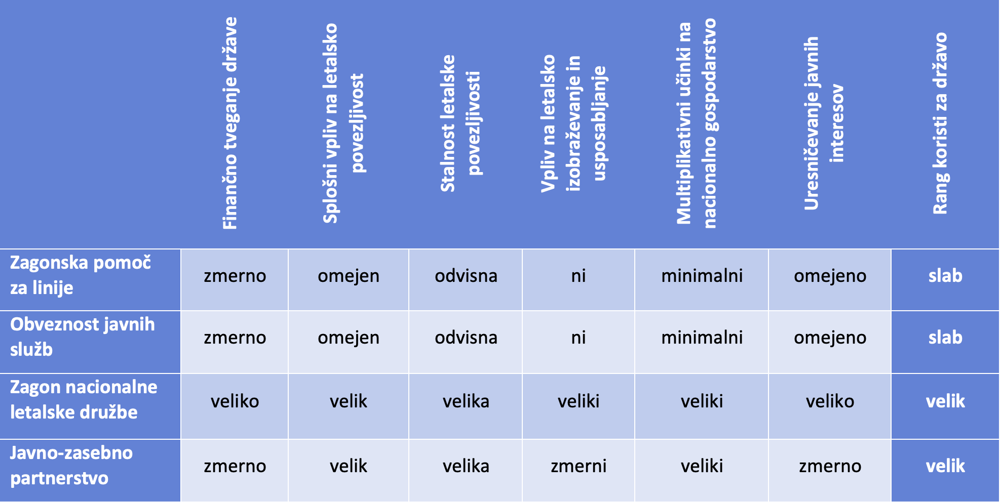 Finančno tveganje države
Splošni vpliv na letalsko
povezljivost
Stalnost letalske
povezljivosti
Vpliv na letalsko
izobraževanje in
usposabljanje
Multiplikativni učinki na
nacionalno gospodarstvo
Uresničevanje javnih
interesov
Rang koristi za državo
Zagonska pomoč
za linije
zmerno
omejen
odvisna
ni
minimalni
omejeno
slab
Obveznost javnih
služb
zmerno
omejen
odvisna
ni
minimalni
omejeno
slab
Zagon nacionalne
letalske družbe
veliko
velik
velika
veliki
veliki
veliko
velik
Javno-zasebno
partnerstvo
zmerno
velik
velika
zmerni
veliki
zmerno
velik